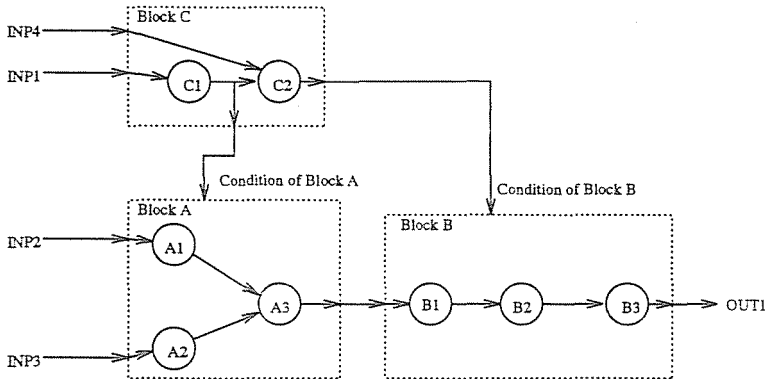 Block C
INP4
INP1
C1
C2
Condition of Block A
Condition of Block B
Block A
Block B
INP2
A1
A3
B1
B2
B3
OUT1
INP3
A2